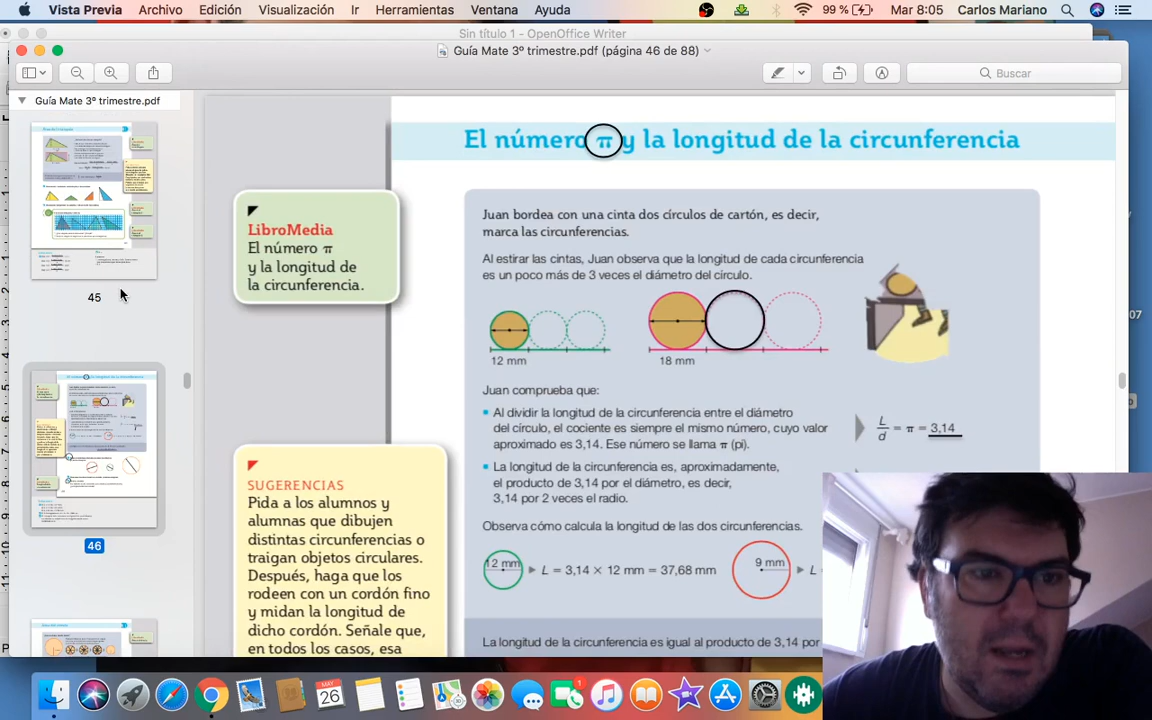 Vista Previa Archivo Edición Visualización Ir Herramientas Ventana Ayuda 99 % Mar 8:05 Carlos Mariano
Sin título 1 - OpenOffice Writer
Guía Mate 3º trimestre.pdf (página 46 de 88)
Buscar
Guía Mate 3º trimestre.pdf
45
46
El número π y la longitud de la circunferencia
LibroMedia
El número π
y la longitud de
la circunferencia.
Juan bordea con una cinta dos círculos de cartón, es decir,
marca las circunferencias.
Al estirar las cintas, Juan observa que la longitud de cada circunferencia
es un poco más de 3 veces el diámetro del círculo.
12 mm
18 mm
Juan comprueba que:
Al dividir la longitud de la circunferencia entre el diámetro
del círculo, el cociente es siempre el mismo número, cuyo valor
aproximado es 3,14. Ese número se llama π (pi).
L/d = π = 3,14
La longitud de la circunferencia es, aproximadamente,
el producto de 3,14 por el diámetro, es decir,
3,14 por 2 veces el radio.
Observa cómo calcula la longitud de las dos circunferencias.
12 mm L = 3,14 × 12 mm = 37,68 mm 9 mm L
La longitud de la circunferencia es igual al producto de 3,14 por
SUGERENCIAS
Pida a los alumnos y
alumnas que dibujen
distintas circunferencias o
traigan objetos circulares.
Después, haga que los
rodeen con un cordón fino
y midan la longitud de
dicho cordón. Señale que,
en todos los casos, esa
07
MAY
26
1